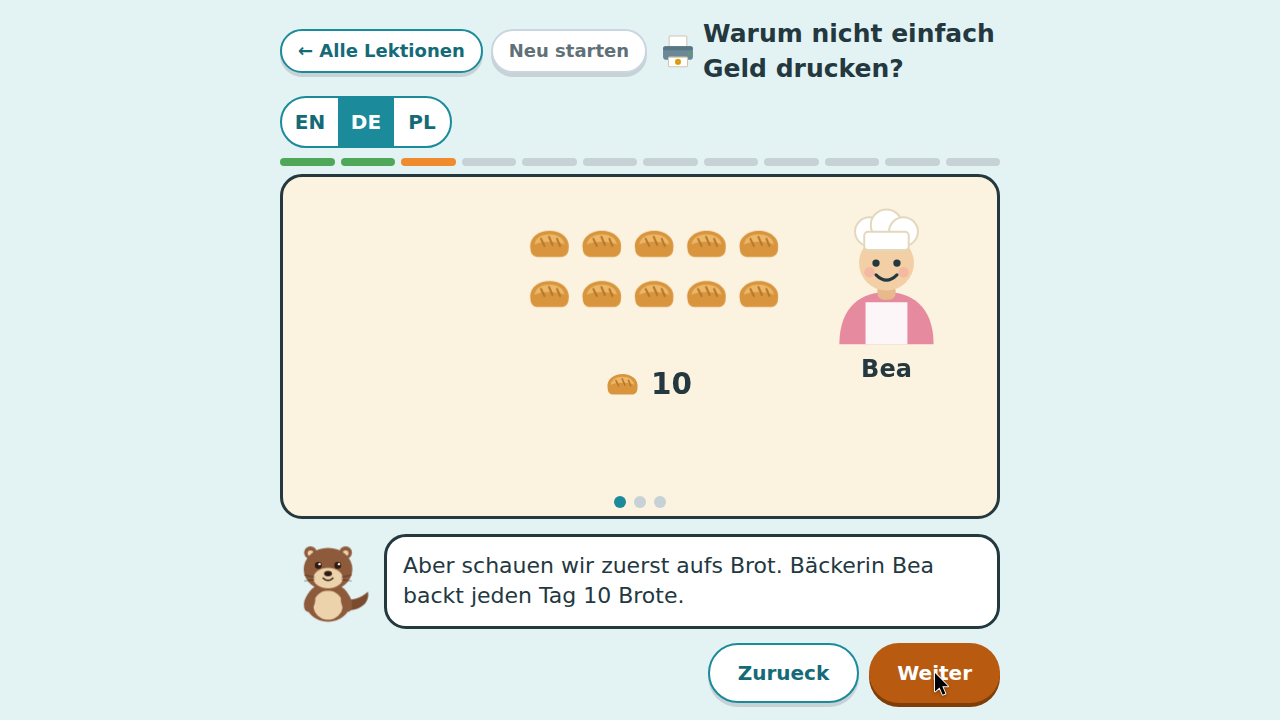 ← Alle Lektionen
Neu starten
Warum nicht einfach
Geld drucken?
EN DE PL
10
Bea
Aber schauen wir zuerst aufs Brot. Bäckerin Bea
backt jeden Tag 10 Brote.
Zurueck
Weiter